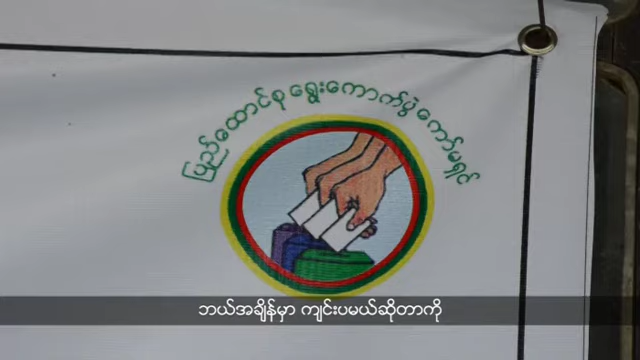 ပြည်ထောင်စု ရွေးကောက်ပွဲ ကော်မရှင်
ဘယ်အချိန်မှာ ကျင်းပမယ်ဆိုတာကို